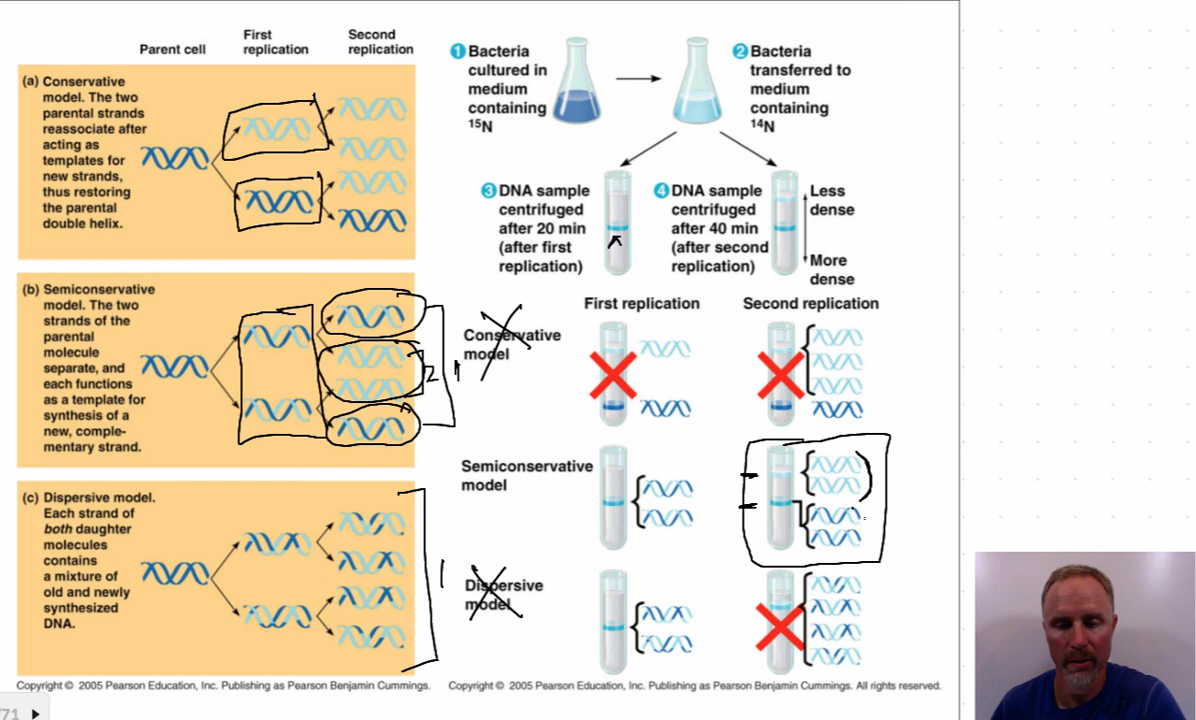 Parent cell
First
replication
Second
replication
(a) Conservative
model. The two
parental strands
reassociate after
acting as
templates for
new strands,
thus restoring
the parental
double helix.
(b) Semiconservative
model. The two
strands of the
parental
molecule
separate, and
each functions
as a template for
synthesis of a
new, comple-
mentary strand.
2
1
(c) Dispersive model.
Each strand of
both daughter
molecules
contains
a mixture of
old and newly
synthesized
DNA.
1
Copyright © 2005 Pearson Education, Inc. Publishing as Pearson Benjamin Cummings.
1 Bacteria
cultured in
medium
containing
15N
2 Bacteria
transferred to
medium
containing
14N
3 DNA sample
centrifuged
after 20 min
(after first
replication)
4 DNA sample
centrifuged
after 40 min
(after second
replication)
Less
dense
More
dense
First replication
Second replication
Conservative
model
Semiconservative
model
Dispersive
model
Copyright © 2005 Pearson Education, Inc. Publishing as Pearson Benjamin Cummings. All rights reserved.
/71